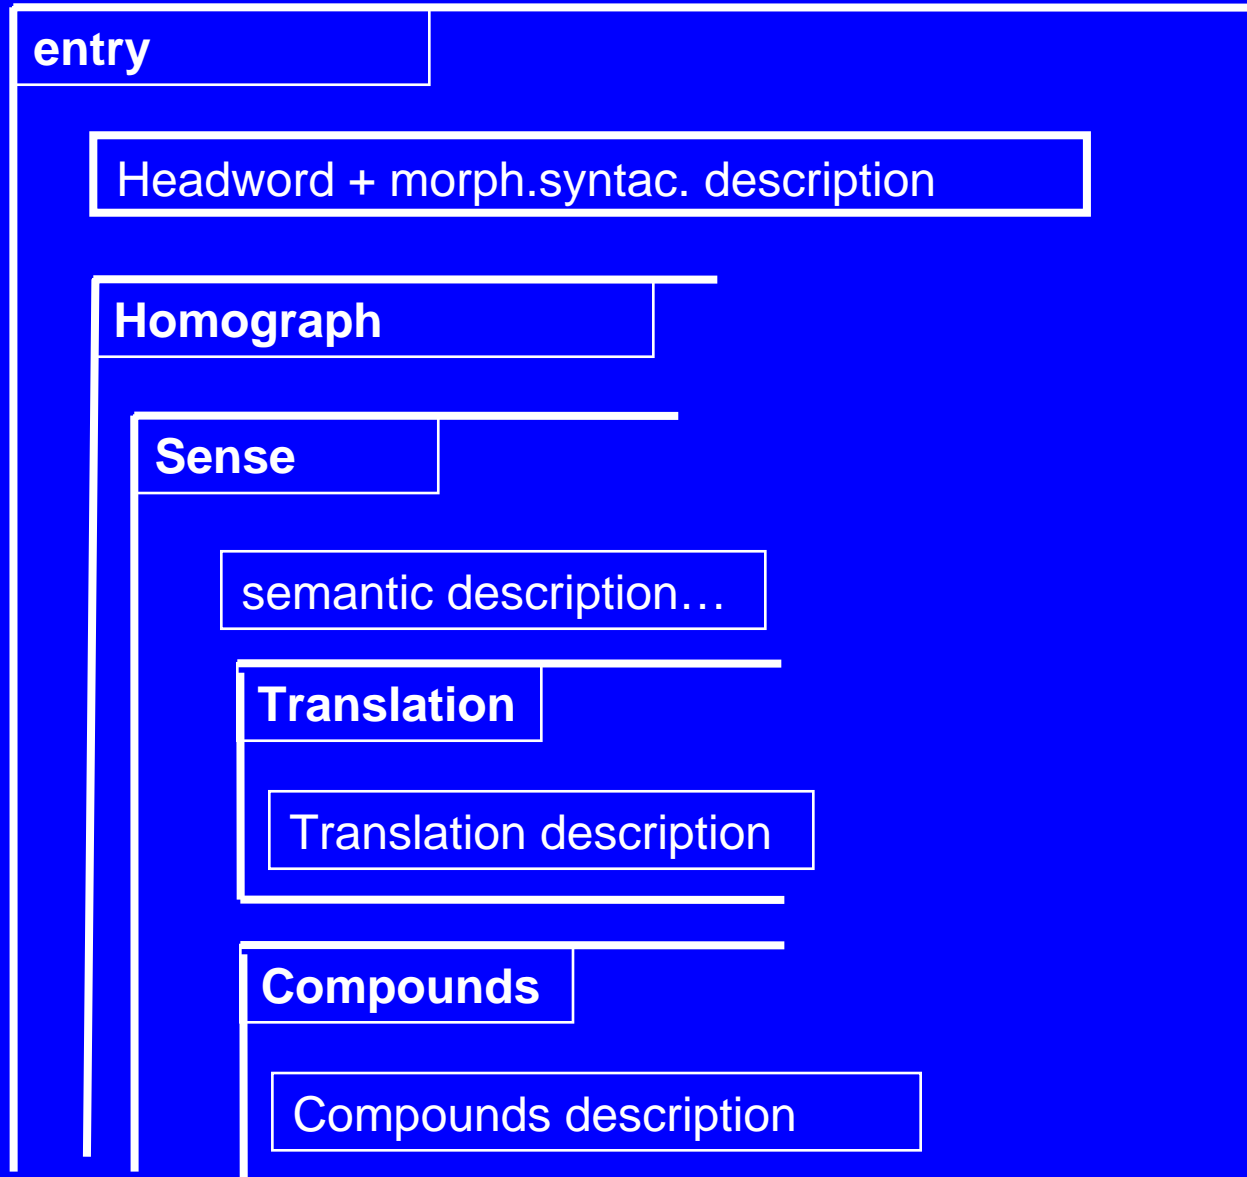 entry
Headword + morph.syntac. description
Homograph
Sense
semantic description…
Translation
Translation description
Compounds
Compounds description